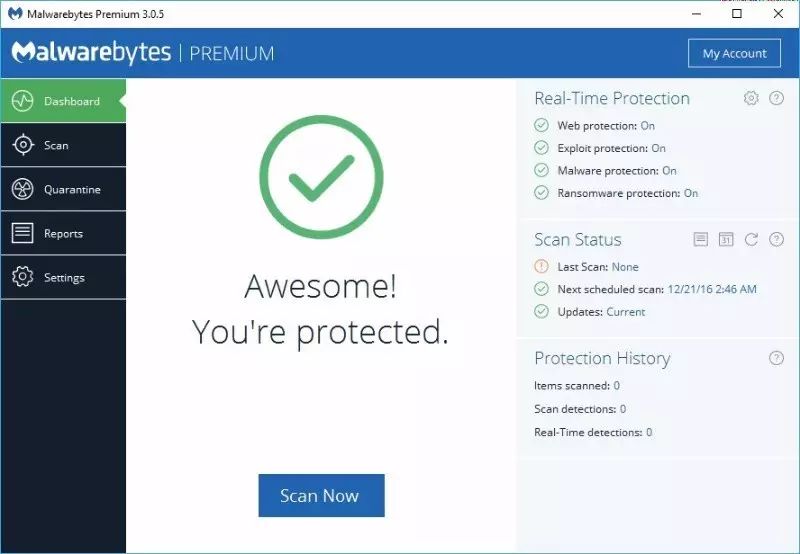 Malwarebytes Premium 3.0.5
Malwarebytes | PREMIUM
My Account
Dashboard
Scan
Quarantine
Reports
Settings
Awesome!
You're protected.
Scan Now
Real-Time Protection
Web protection: On
Exploit protection: On
Malware protection: On
Ransomware protection: On
Scan Status
31
Last Scan: None
Next scheduled scan: 12/21/16 2:46 AM
Updates: Current
Protection History
Items scanned: 0
Scan detections: 0
Real-Time detections: 0